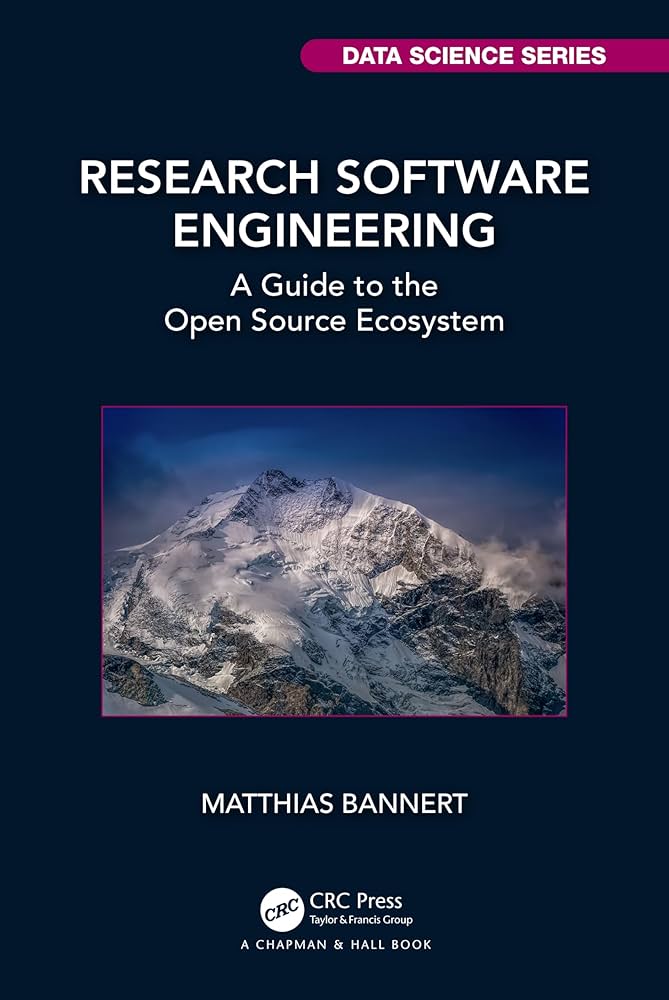 DATA SCIENCE SERIES
RESEARCH SOFTWARE
ENGINEERING
A Guide to the
Open Source Ecosystem
MATTHIAS BANNERT
CRC
CRC Press
Taylor & Francis Group
A CHAPMAN & HALL BOOK